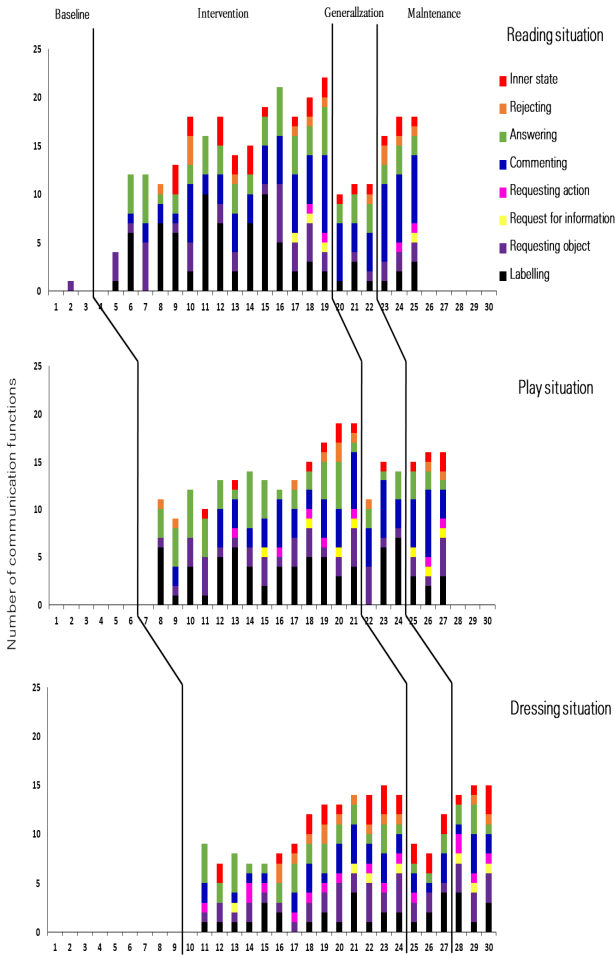 Baseline Intervention Generallzation Maintenance
Reading situation
25
20
15
10
5
0
Inner state
Rejecting
Answering
Commenting
Requesting action
Request for information
Requesting object
Labelling
1 2 3 4 5 6 7 8 9 10 11 12 13 14 15 16 17 18 19 20 21 22 23 24 25 26 27 28 29 30
Number of communication functions
Play situation
25
20
15
10
5
0
1 2 3 4 5 6 7 8 9 10 11 12 13 14 15 16 17 18 19 20 21 22 23 24 25 26 27 28 29 30
Dressing situation
25
20
15
10
5
0
1 2 3 4 5 6 7 8 9 10 11 12 13 14 15 16 17 18 19 20 21 22 23 24 25 26 27 28 29 30